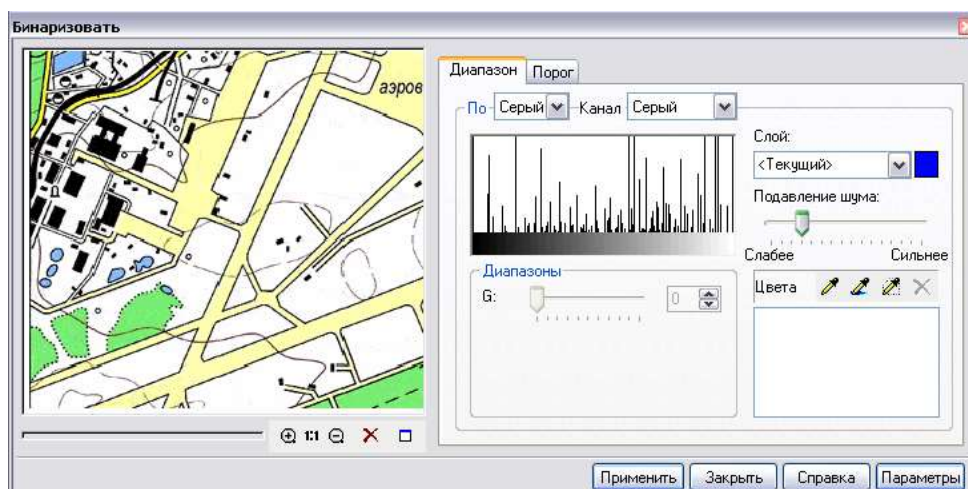 Бинаризовать
аэров
Диапазон Порог
По Серый Канал Серый
Слой:
<Текущий>
Подавление шума:
Слабее Сильнее
Диапазоны
G: 0
Цвета
1:1
Применить Закрыть Справка Параметры